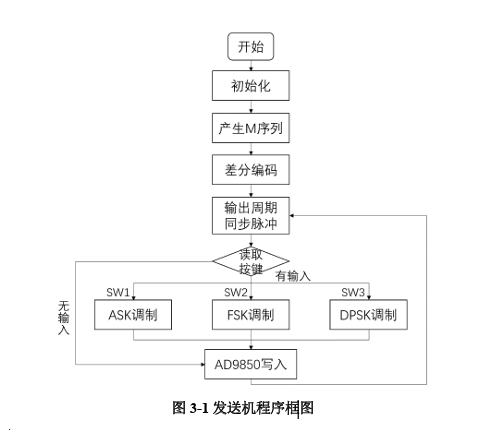 开始
初始化
产生M序列
差分编码
输出周期
同步脉冲
读取
按键
有输入
无输入
SW1
SW2
SW3
ASK调制
FSK调制
DPSK调制
AD9850写入
图 3-1 发送机程序框图